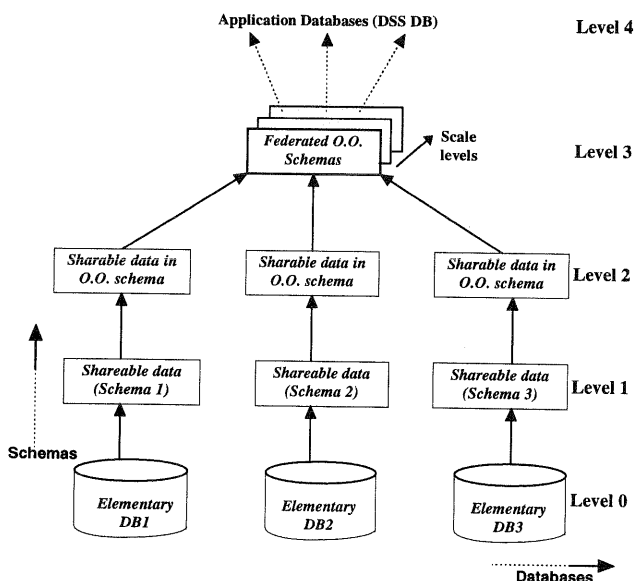 Application Databases (DSS DB)
Level 4
Federated O.O.
Schemas
Scale
levels
Level 3
Sharable data in
O.O. schema
Sharable data in
O.O. schema
Sharable data in
O.O. schema
Level 2
Shareable data
(Schema 1)
Shareable data
(Schema 2)
Shareable data
(Schema 3)
Level 1
Schemas
Elementary
DB1
Elementary
DB2
Elementary
DB3
Level 0
Databases